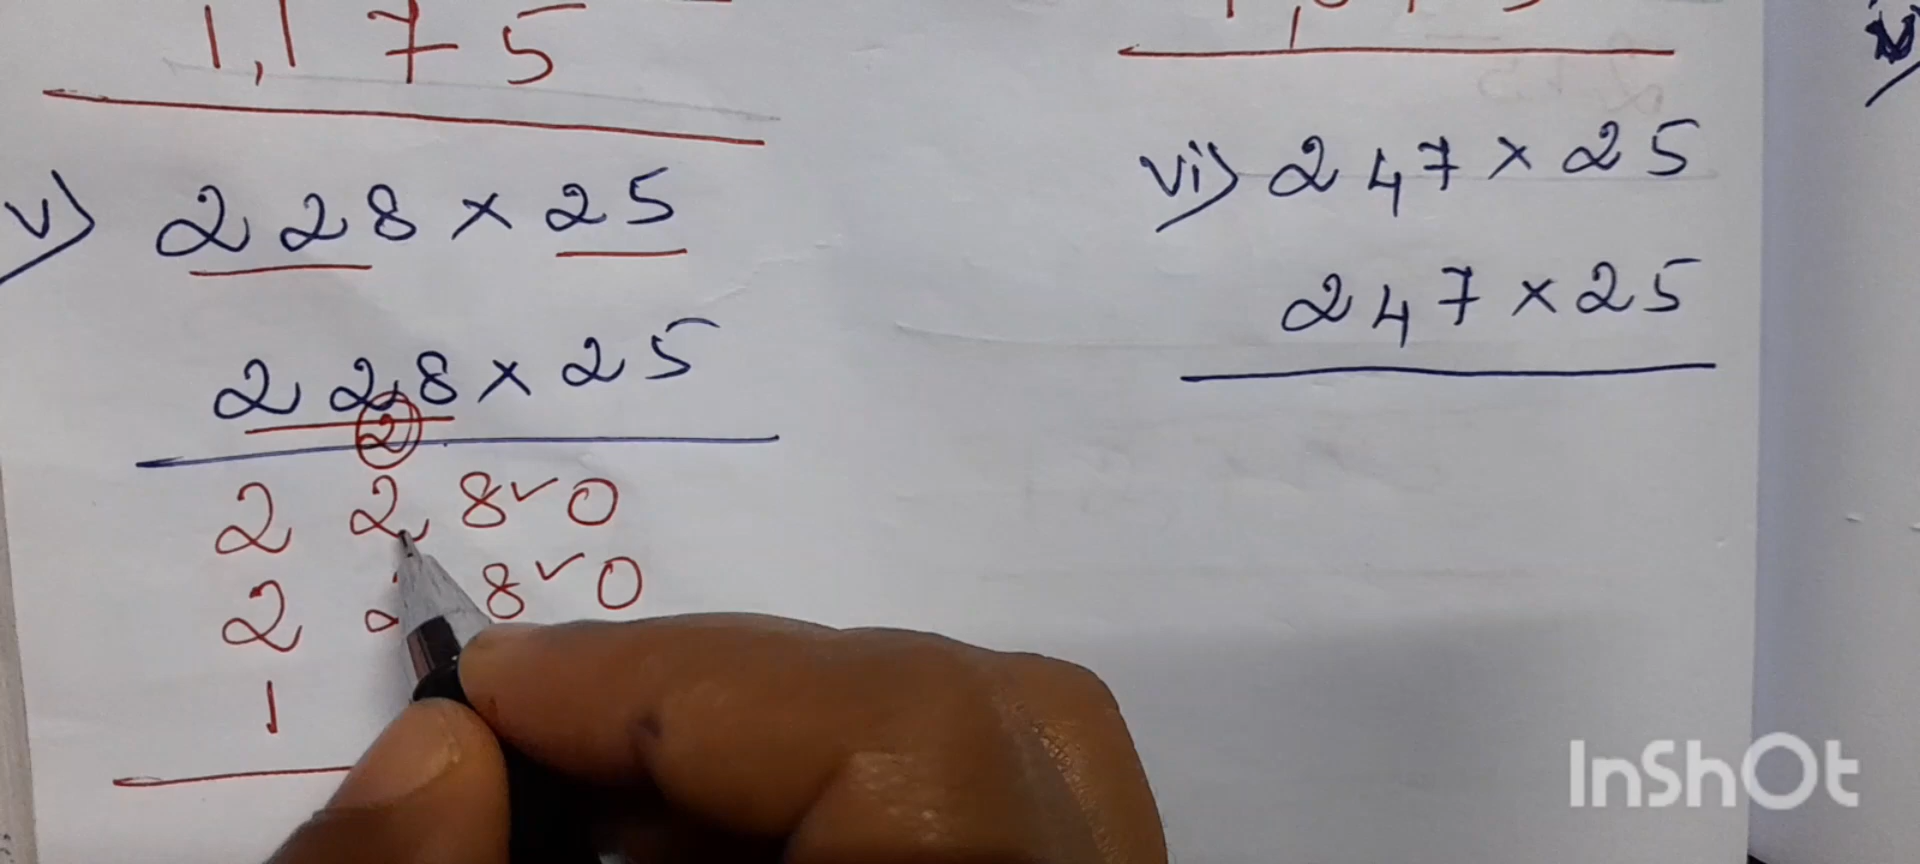 1,175
v) 228 × 25
228 × 25
2
2 2 8 ✓ 0
2 8 ✓ 0
1
vi) 247 × 25
247 × 25
InShOt